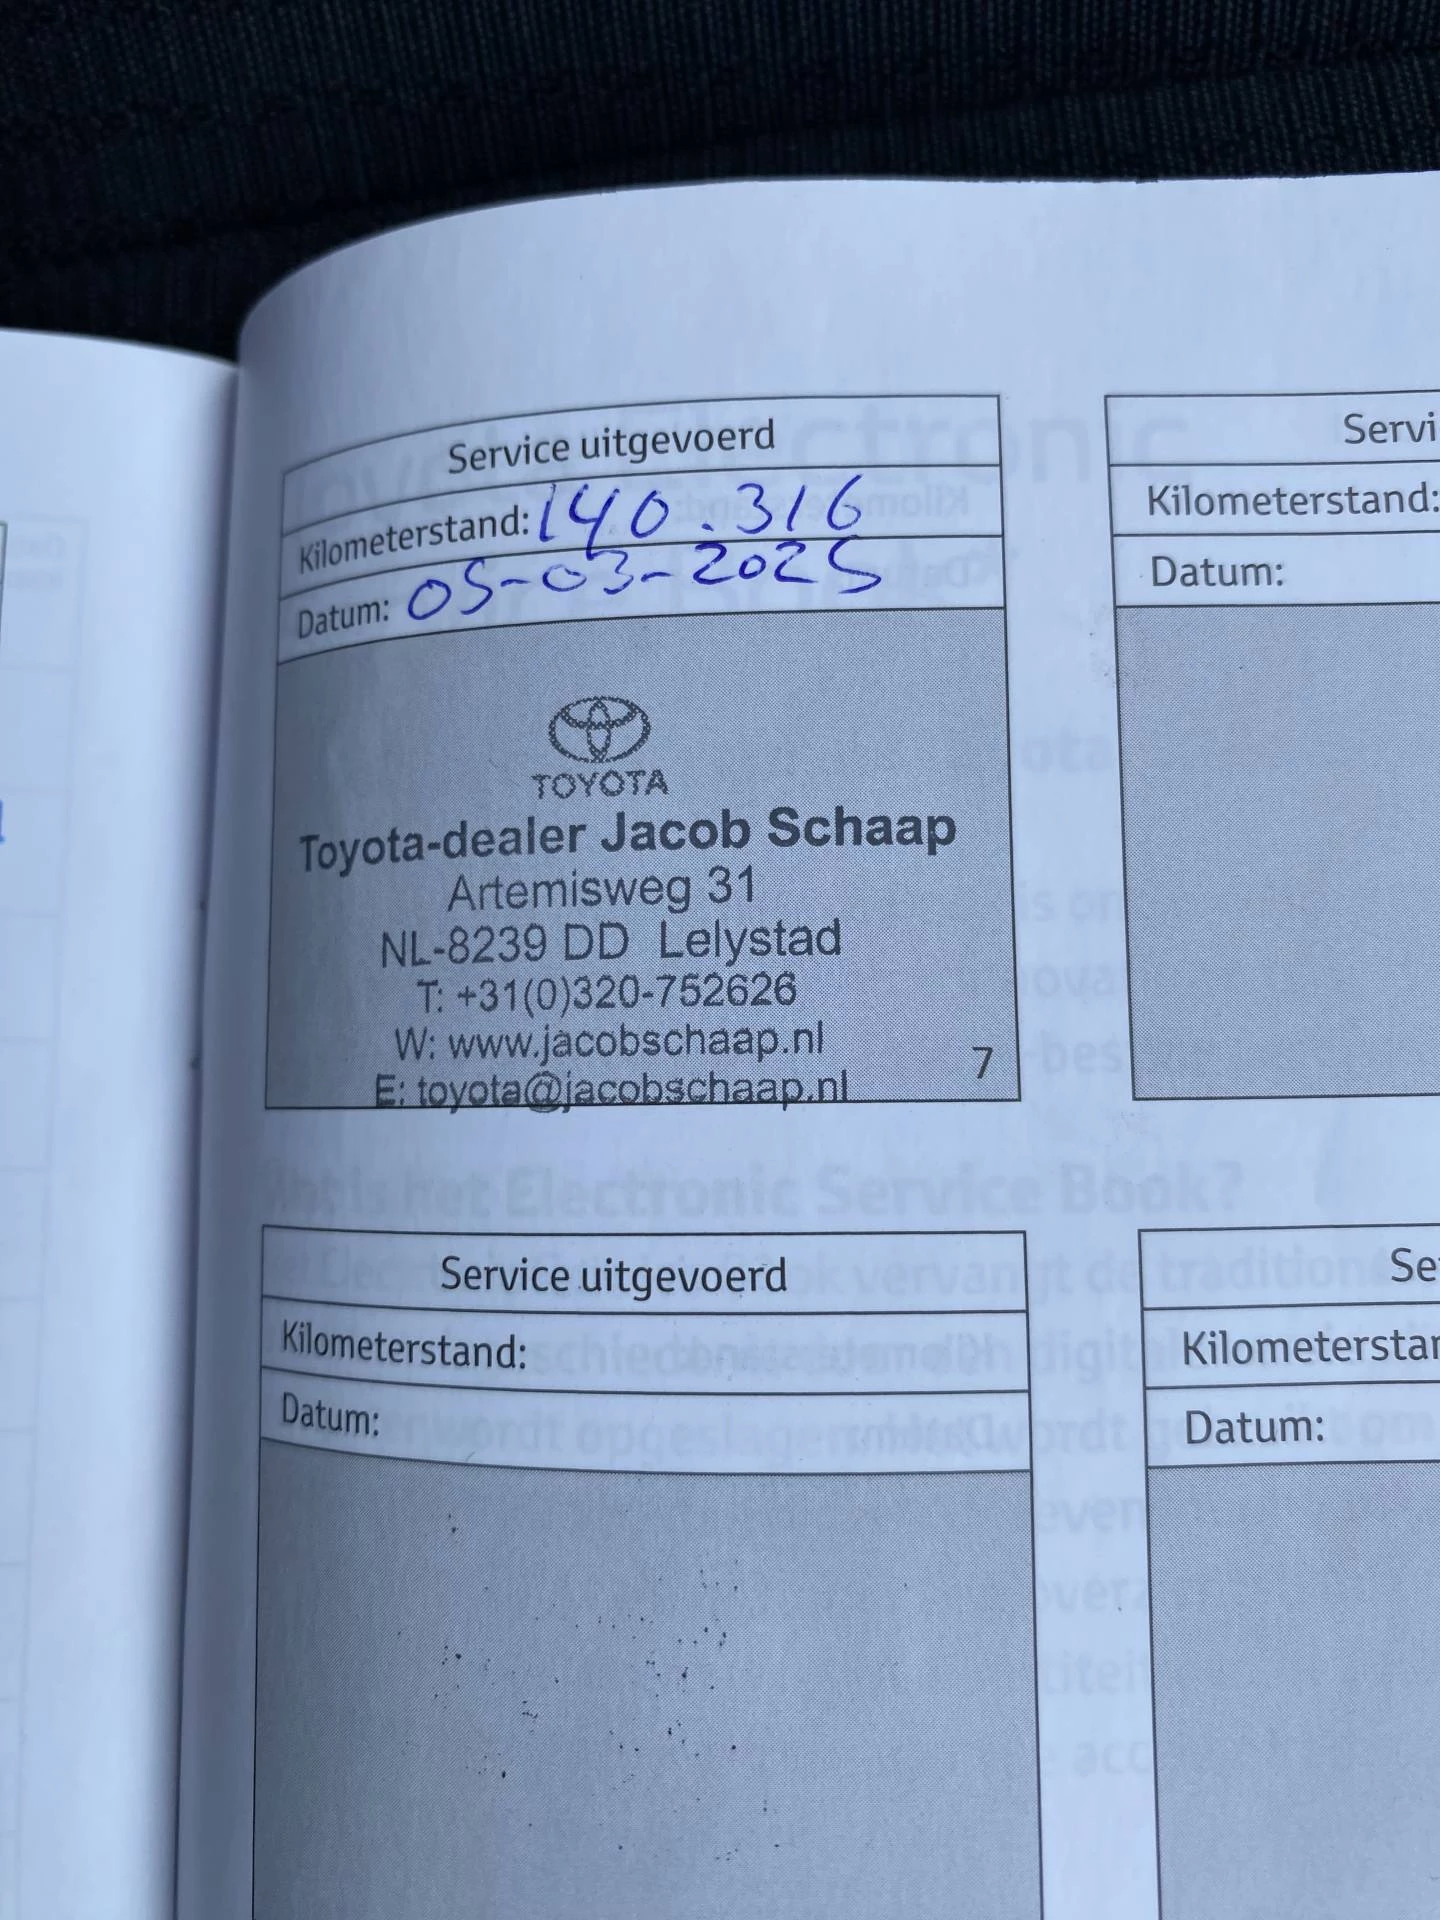 Service uitgevoerd
Kilometerstand: 140.316
Datum: 05-03-2025
TOYOTA
Toyota-dealer Jacob Schaap
Artemisweg 31
NL-8239 DD Lelystad
T: +31(0)320-752626
W: www.jacobschaap.nl
E: toyota@jacobschaap.nl
7
Servi
Kilometerstand:
Datum:
Service uitgevoerd
Kilometerstand:
Datum:
Se
Kilometerstar
Datum: